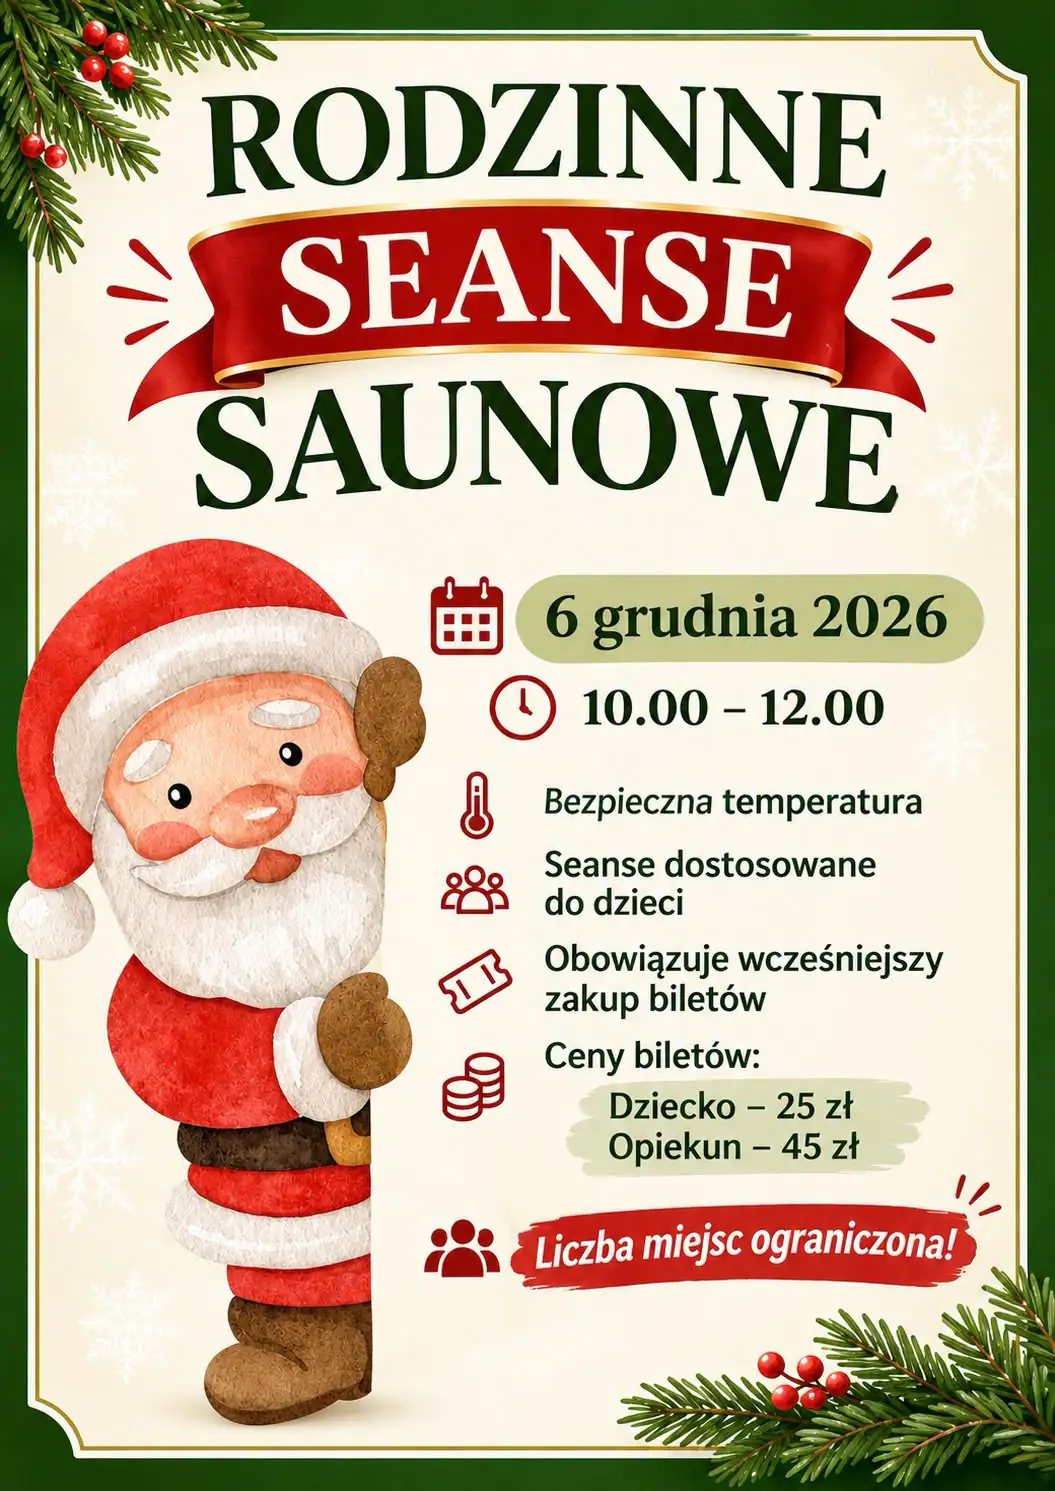 RODZINNE
SEANSE
SAUNOWE
6 grudnia 2026
10.00 – 12.00
Bezpieczna temperatura
Seanse dostosowane
do dzieci
Obowiązuje wcześniejszy
zakup biletów
Ceny biletów:
Dziecko – 25 zł
Opiekun – 45 zł
Liczba miejsc ograniczona!